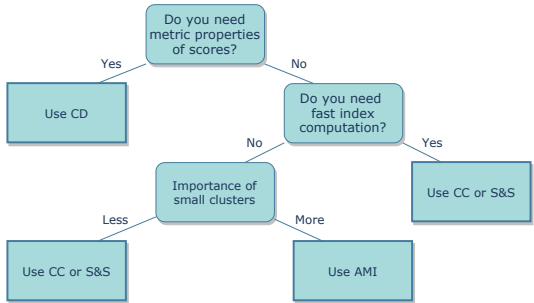 Do you need
metric properties
of scores?
Yes
No
Use CD
Do you need
fast index
computation?
No
Yes
Importance of
small clusters
Use CC or S&S
Less
More
Use CC or S&S
Use AMI